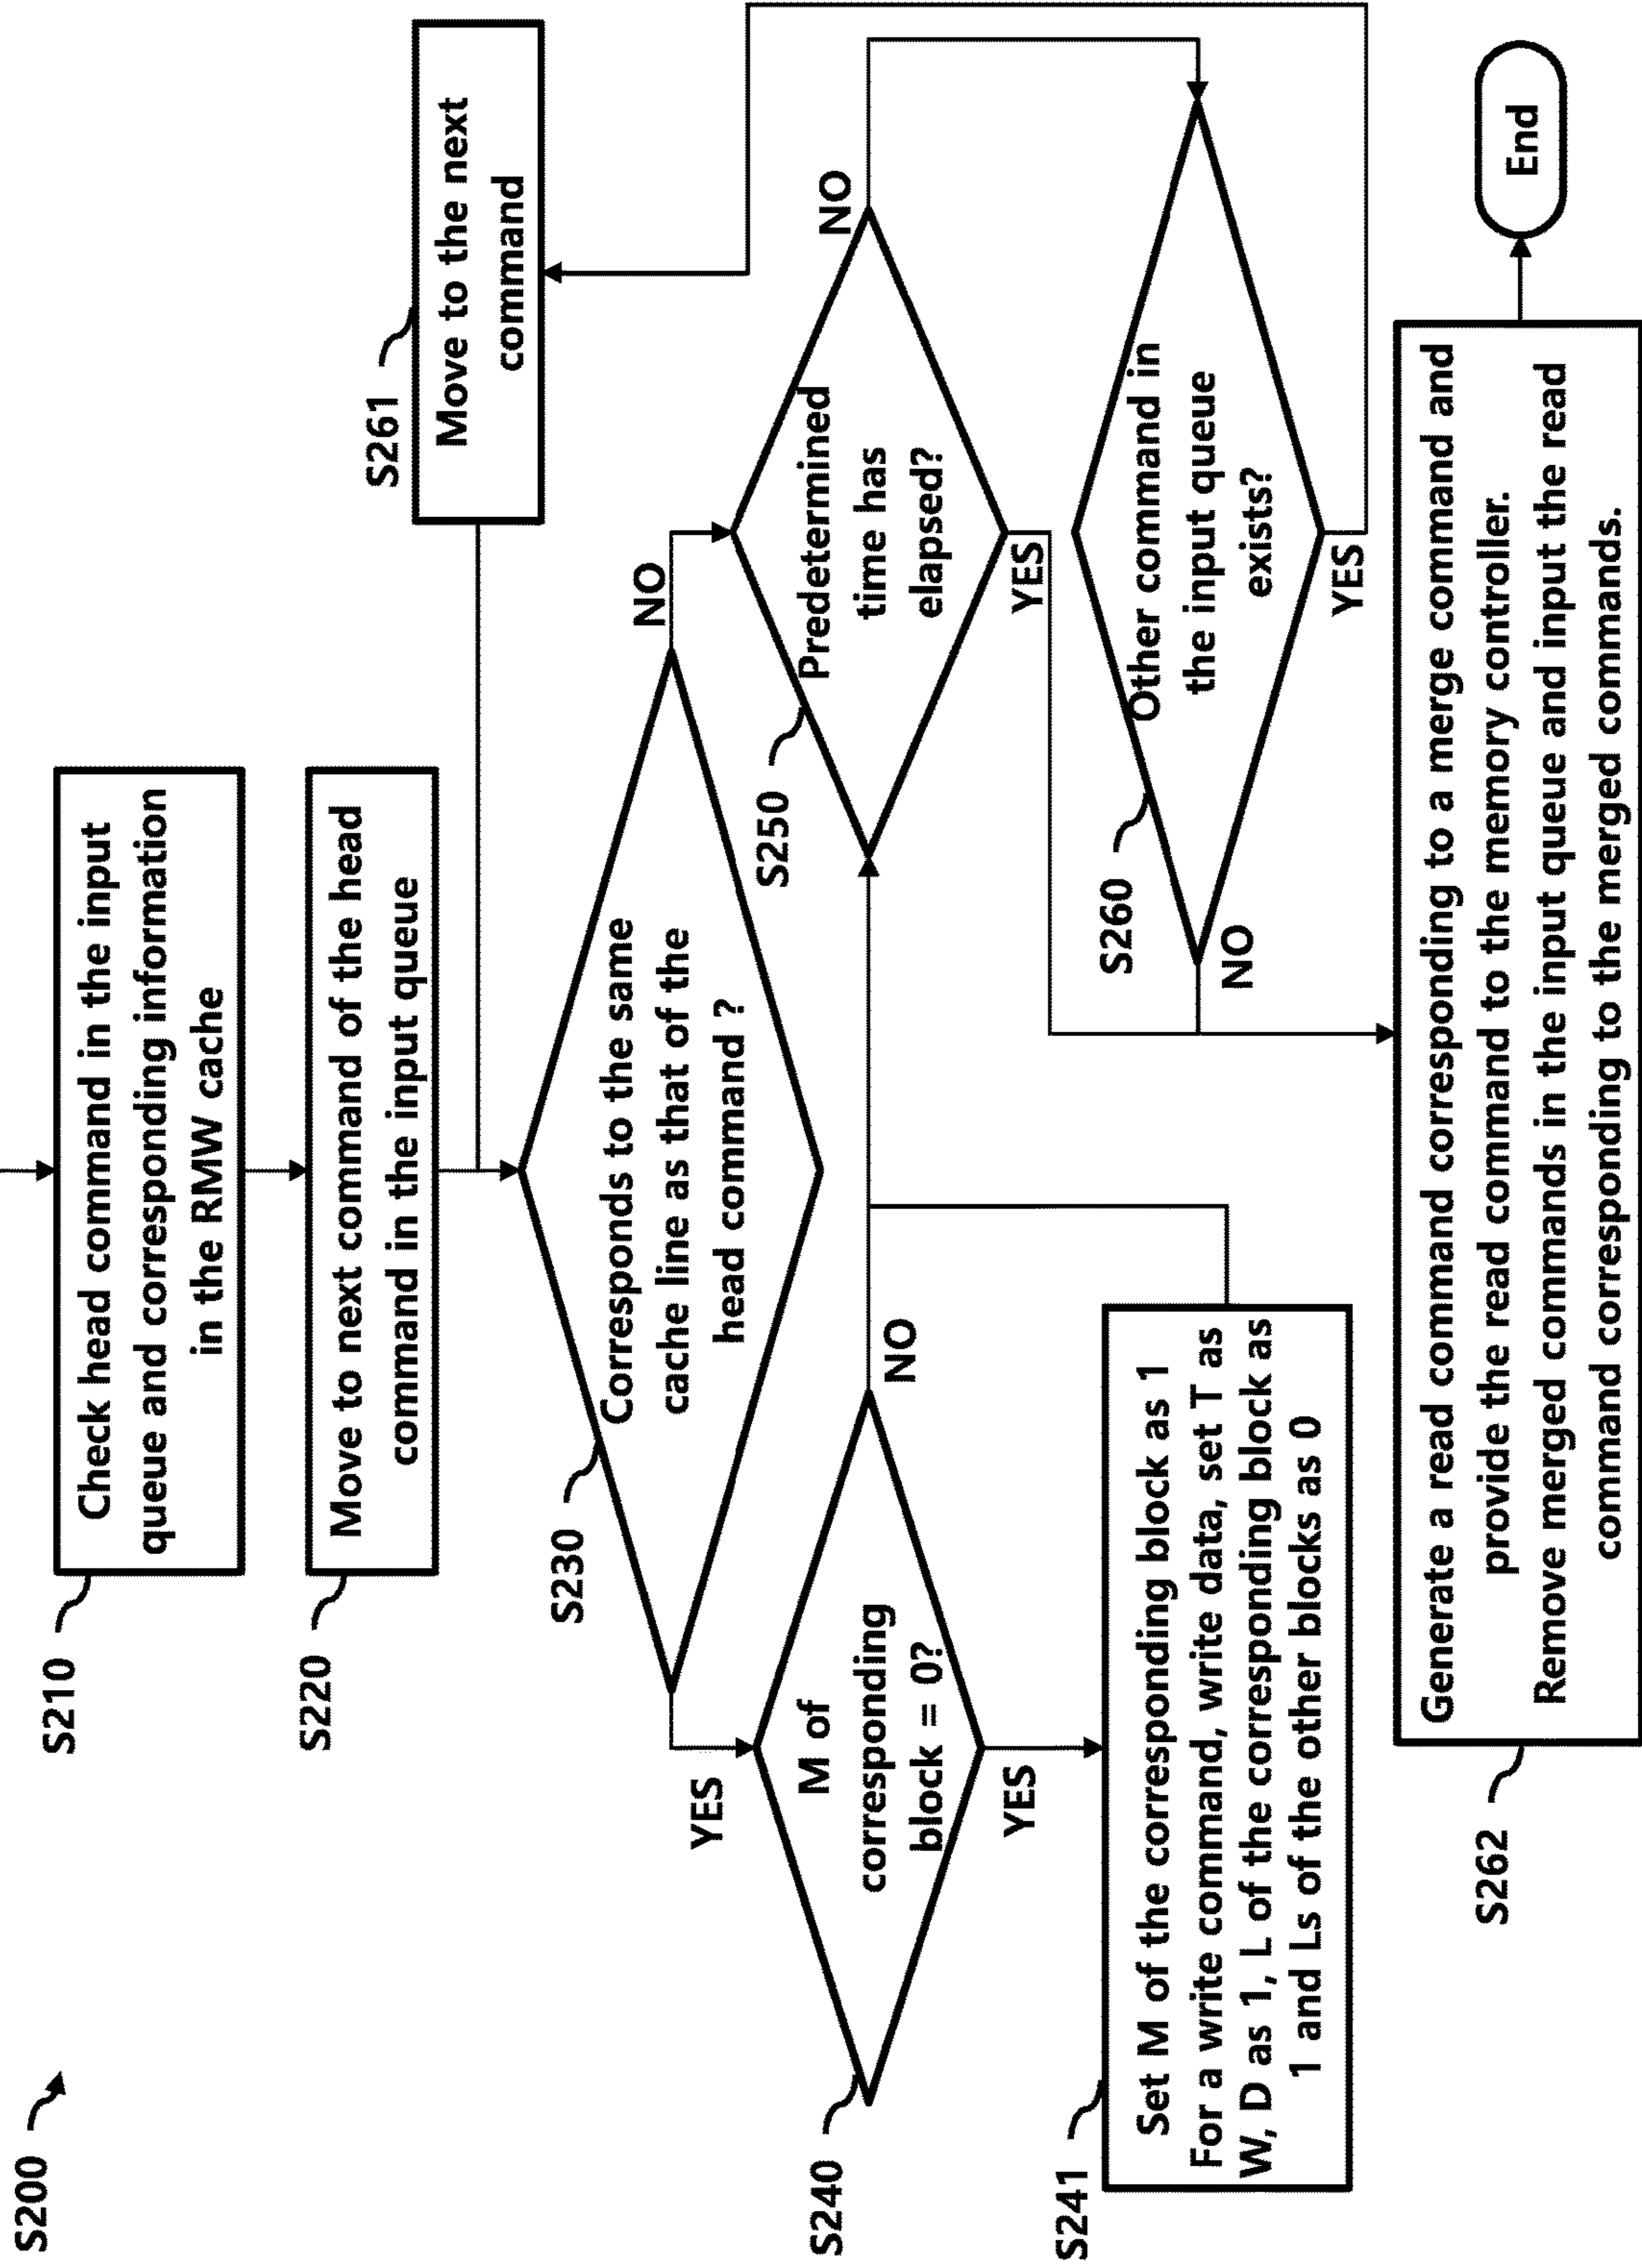 S200
S210
Check head command in the input
queue and corresponding information
in the RMW cache
S220
Move to next command of the head
command in the input queue
S261
Move to the next
command
S230
Corresponds to the same
cache line as that of the
head command ?
YES
NO
S240
M of
corresponding
block = 0?
NO
YES
S241
Set M of the corresponding block as 1
For a write command, write data, set T as
W, D as 1, L of the corresponding block as
1 and Ls of the other blocks as 0
S250
Predetermined
time has
elapsed?
NO
YES
S260
Other command in
the input queue
exists?
NO
YES
S262
Generate a read command corresponding to a merge command and
provide the read command to the memory controller.
Remove merged commands in the input queue and input the read
command corresponding to the merged commands.
End